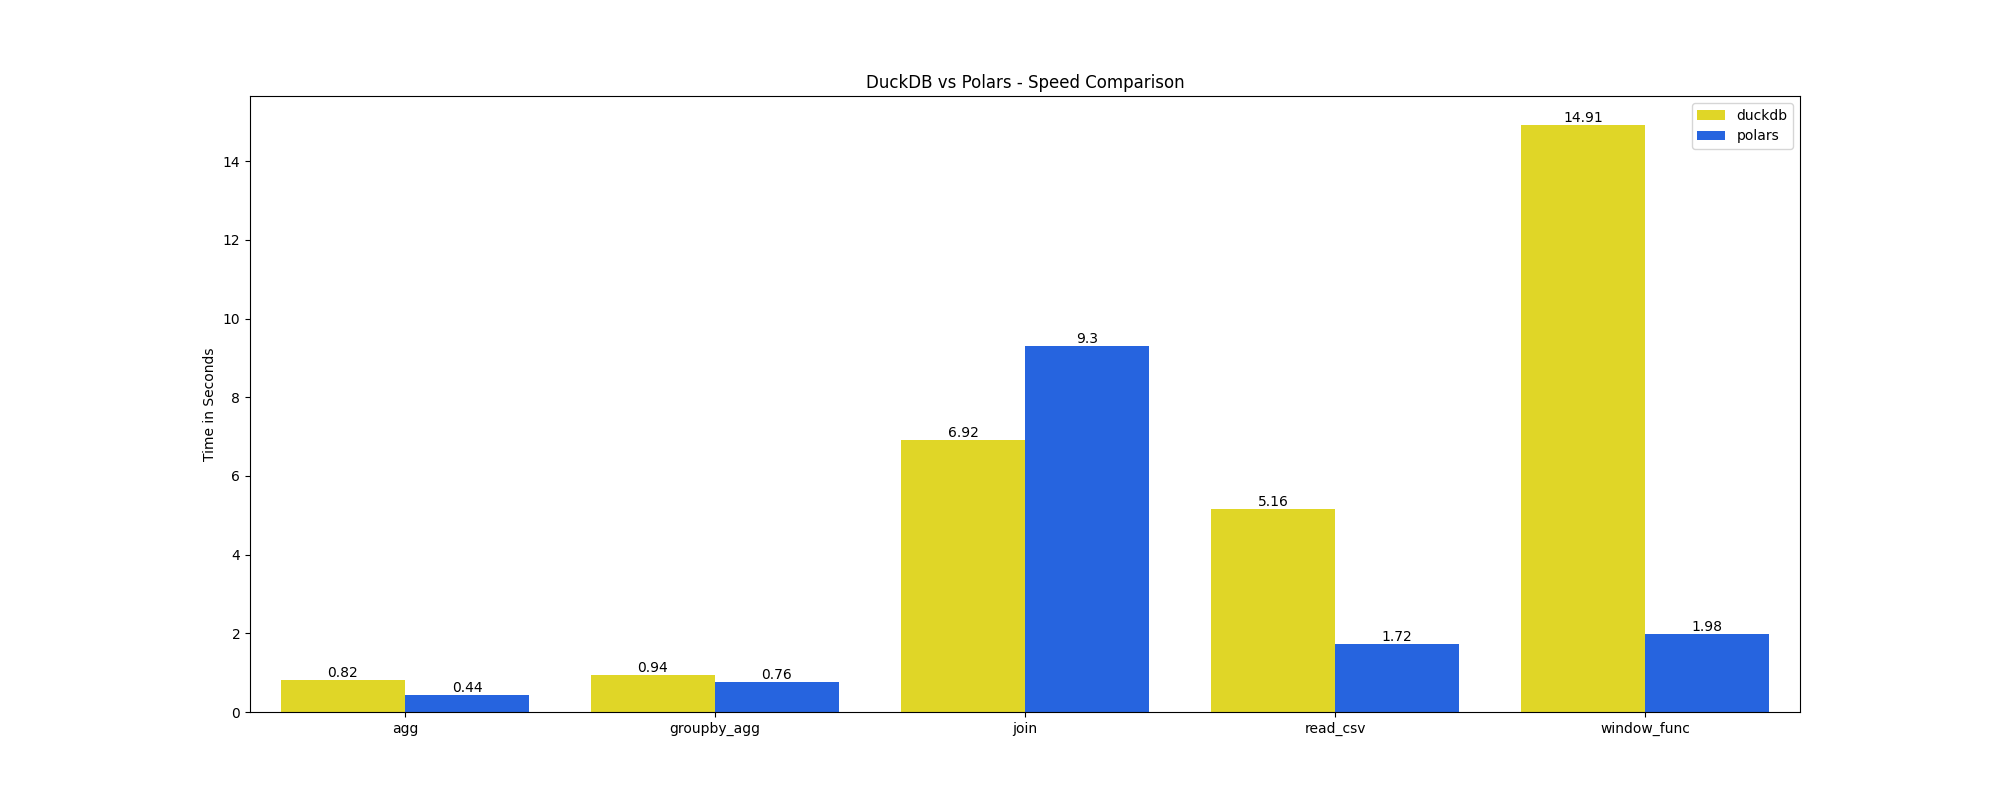 DuckDB vs Polars - Speed Comparison
duckdb
polars
Time in Seconds
14
12
10
8
6
4
2
0
0.82
0.44
0.94
0.76
6.92
9.3
5.16
1.72
14.91
1.98
agg
groupby_agg
join
read_csv
window_func